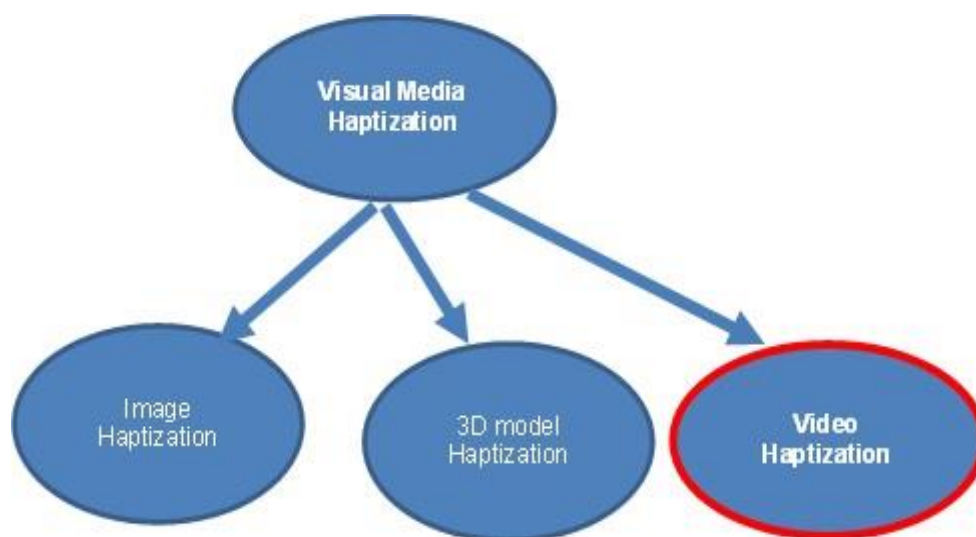 Visual Media
Haptization
Image
Haptization
3D model
Haptization
Video
Haptization